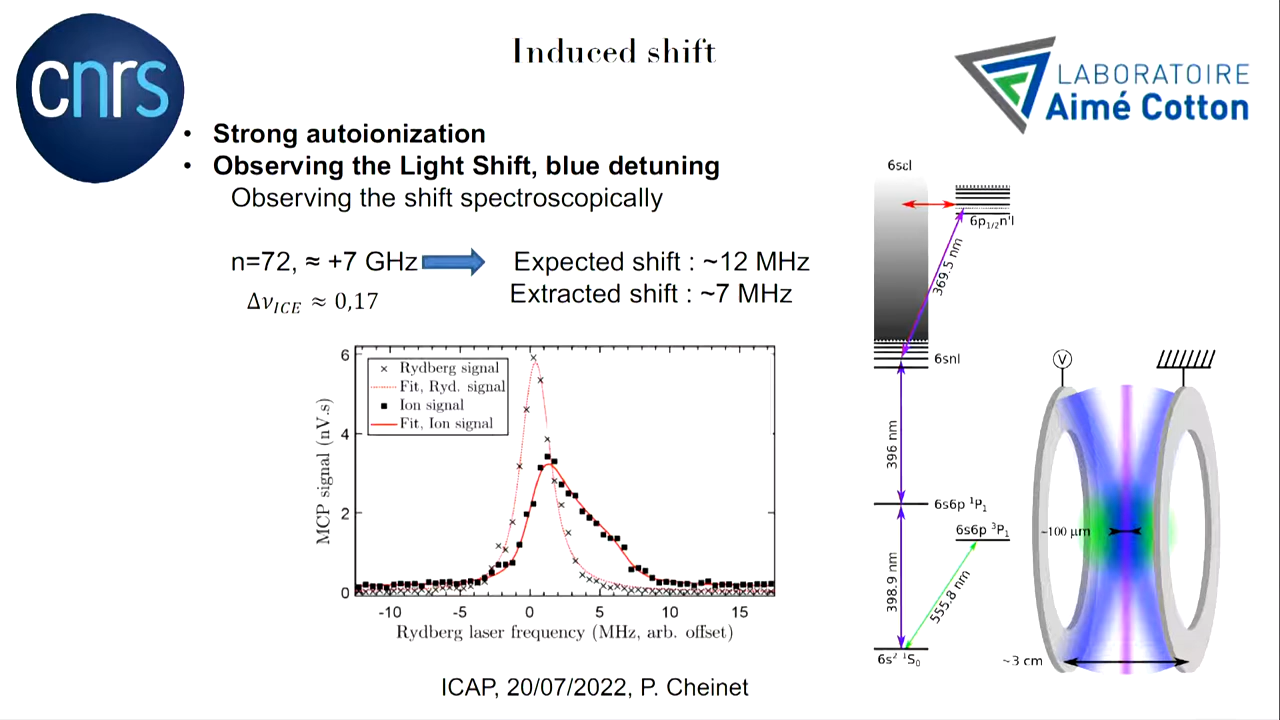 cnrs
Induced shift
LABORATOIRE
Aimé Cotton
• Strong autoionization
• Observing the Light Shift, blue detuning
Observing the shift spectroscopically
n=72, ≈ +7 GHz
Expected shift : ~12 MHz
Δν_ICE ≈ 0,17
Extracted shift : ~7 MHz
MCP signal (nV.s)
6
4
2
0
Rydberg signal
Fit, Ryd. signal
Ion signal
Fit, Ion signal
-10 -5 0 5 10 15
Rydberg laser frequency (MHz, arb. offset)
6sεl
6p1/2n'l
369.5 nm
6snl
396 nm
6s6p ¹P₁
6s6p ³P₁
398.9 nm
555.8 nm
6s² ¹S₀
V
~100 µm
~3 cm
ICAP, 20/07/2022, P. Cheinet